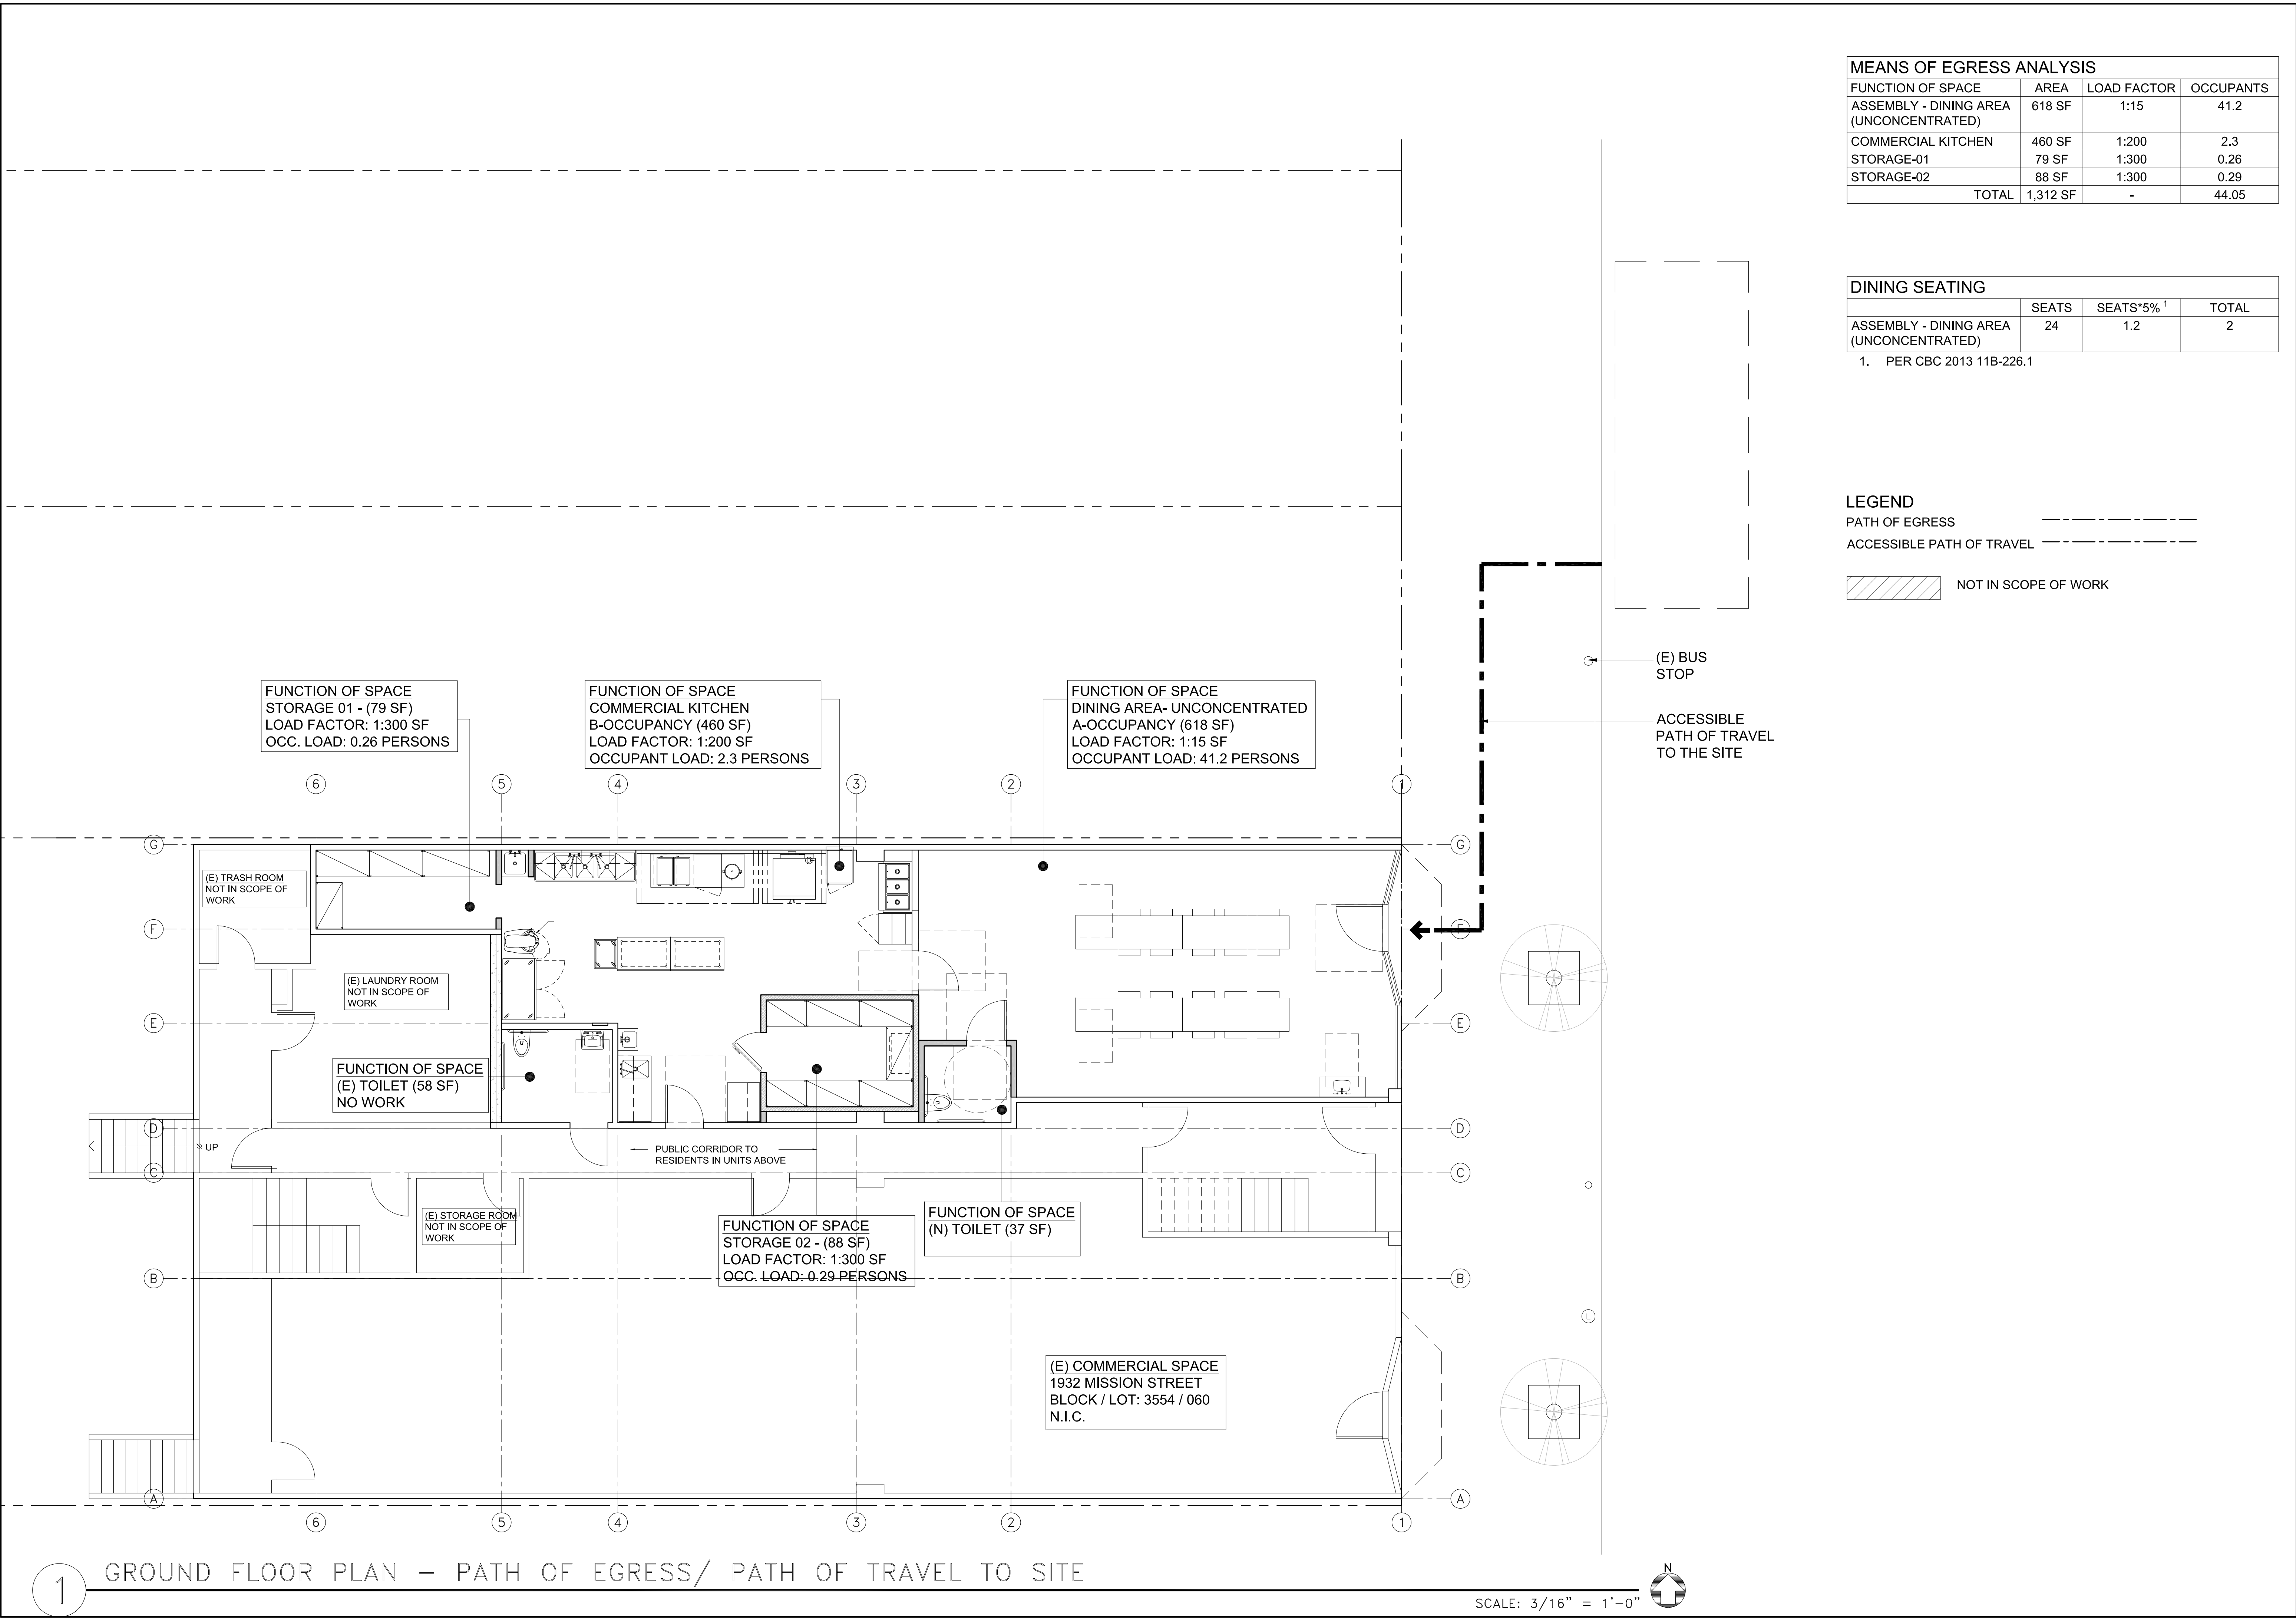 MEANS OF EGRESS ANALYSIS
FUNCTION OF SPACE AREA LOAD FACTOR OCCUPANTS
ASSEMBLY - DINING AREA 618 SF 1:15 41.2
(UNCONCENTRATED)
COMMERCIAL KITCHEN 460 SF 1:200 2.3
STORAGE-01 79 SF 1:300 0.26
STORAGE-02 88 SF 1:300 0.29
TOTAL 1,312 SF - 44.05
DINING SEATING
SEATS SEATS*5% 1 TOTAL
ASSEMBLY - DINING AREA 24 1.2 2
(UNCONCENTRATED)
1. PER CBC 2013 11B-226.1
LEGEND
PATH OF EGRESS
ACCESSIBLE PATH OF TRAVEL
NOT IN SCOPE OF WORK
(E) BUS
STOP
ACCESSIBLE
PATH OF TRAVEL
TO THE SITE
FUNCTION OF SPACE
STORAGE 01 - (79 SF)
LOAD FACTOR: 1:300 SF
OCC. LOAD: 0.26 PERSONS
FUNCTION OF SPACE
COMMERCIAL KITCHEN
B-OCCUPANCY (460 SF)
LOAD FACTOR: 1:200 SF
OCCUPANT LOAD: 2.3 PERSONS
FUNCTION OF SPACE
DINING AREA- UNCONCENTRATED
A-OCCUPANCY (618 SF)
LOAD FACTOR: 1:15 SF
OCCUPANT LOAD: 41.2 PERSONS
6 5 4 3 2 1
G G
(E) TRASH ROOM
NOT IN SCOPE OF
WORK
F F
(E) LAUNDRY ROOM
NOT IN SCOPE OF
WORK
E E
FUNCTION OF SPACE
(E) TOILET (58 SF)
NO WORK
D D
UP
PUBLIC CORRIDOR TO
RESIDENTS IN UNITS ABOVE
C C
(E) STORAGE ROOM
NOT IN SCOPE OF
WORK
FUNCTION OF SPACE
STORAGE 02 - (88 SF)
LOAD FACTOR: 1:300 SF
OCC. LOAD: 0.29 PERSONS
FUNCTION OF SPACE
(N) TOILET (37 SF)
B B
L
(E) COMMERCIAL SPACE
1932 MISSION STREET
BLOCK / LOT: 3554 / 060
N.I.C.
A A
6 5 4 3 2 1
1 GROUND FLOOR PLAN - PATH OF EGRESS/ PATH OF TRAVEL TO SITE
N
SCALE: 3/16" = 1'-0"